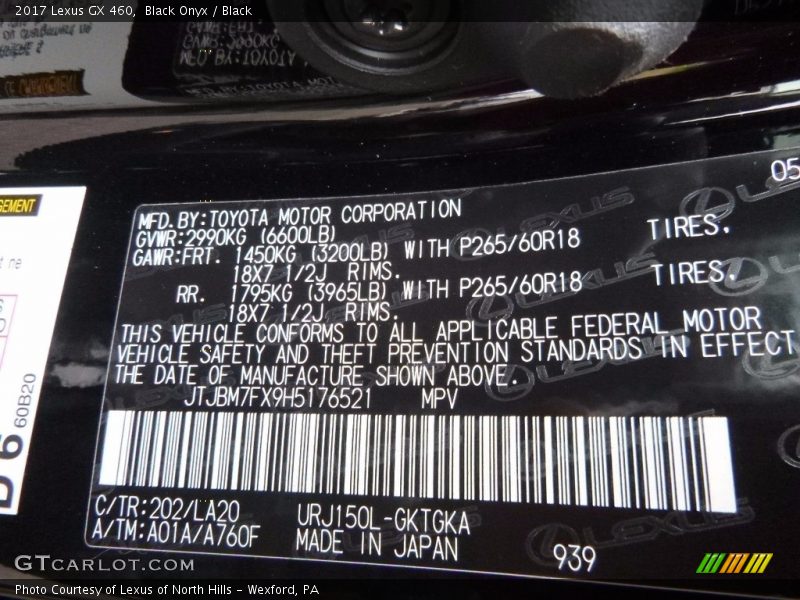 2017 Lexus GX 460, Black Onyx / Black
GEMENT
05
MFD.BY:TOYOTA MOTOR CORPORATION
GVWR:2990KG (6600LB)
GAWR:FRT. 1450KG (3200LB) WITH P265/60R18 TIRES.
18X7 1/2J RIMS.
RR. 1795KG (3965LB) WITH P265/60R18 TIRES.
18X7 1/2J RIMS.
THIS VEHICLE CONFORMS TO ALL APPLICABLE FEDERAL MOTOR
VEHICLE SAFETY AND THEFT PREVENTION STANDARDS IN EFFECT
THE DATE OF MANUFACTURE SHOWN ABOVE.
JTJBM7FX9H5176521 MPV
C/TR:202/LA20 URJ150L-GKTGKA
A/TM:A01A/A760F MADE IN JAPAN
939
60B20
D 6
LEXUS
GTCARLOT.COM
Photo Courtesy of Lexus of North Hills – Wexford, PA